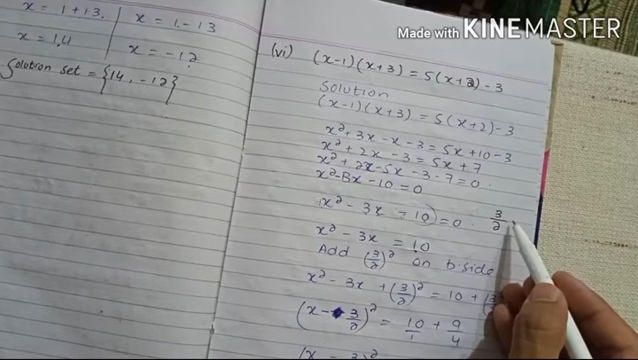 Made with KINEMASTER
x = 1 + 13.
x = 1 - 13
x = 14
x = -12
Solution set = {14, -12}
(vi) (x-1)(x+3) = 5(x+2) - 3
Solution
(x-1)(x+3) = 5(x+2) - 3
x² + 3x - x - 3 = 5x + 10 - 3
x² + 2x - 3 = 5x + 7
x² + 2x - 5x - 3 - 7 = 0.
x² - 3x - 10 = 0
x² - 3x - 10 = 0. 3/2
x² - 3x = 10
Add (3/2)² on b.side
x² - 3x + (3/2)² = 10 + (3
(x - 3/2)² = 10/1 + 9/4